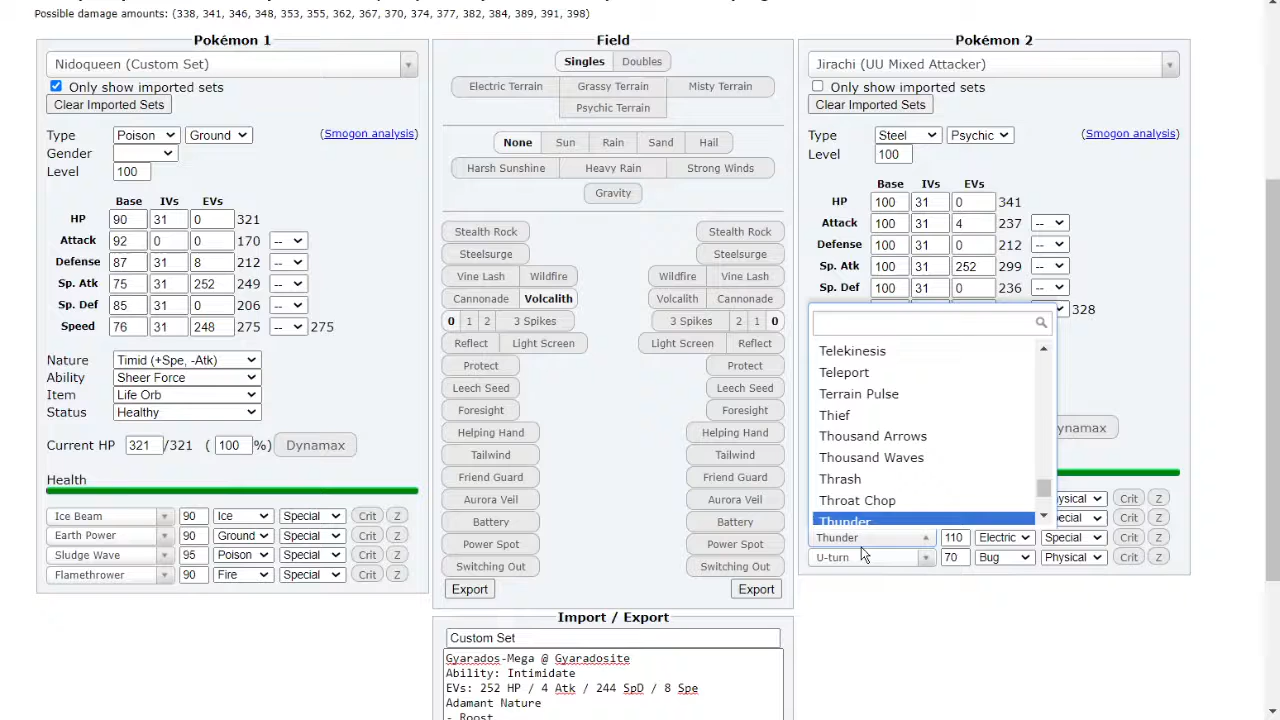 Possible damage amounts: (338, 341, 346, 348, 353, 355, 362, 367, 370, 374, 377, 382, 384, 389, 391, 398)
Pokémon 1
Nidoqueen (Custom Set)
Only show imported sets
Clear Imported Sets
Type Poison Ground (Smogon analysis)
Gender
Level 100
Base IVs EVs
HP 90 31 0 321
Attack 92 0 0 170 --
Defense 87 31 8 212 --
Sp. Atk 75 31 252 249 --
Sp. Def 85 31 0 206 --
Speed 76 31 248 275 -- 275
Nature Timid (+Spe, -Atk)
Ability Sheer Force
Item Life Orb
Status Healthy
Current HP 321 /321 ( 100 %) Dynamax
Health
Ice Beam 90 Ice Special Crit Z
Earth Power 90 Ground Special Crit Z
Sludge Wave 95 Poison Special Crit Z
Flamethrower 90 Fire Special Crit Z
Field
Singles Doubles
Electric Terrain Grassy Terrain Misty Terrain
Psychic Terrain
None Sun Rain Sand Hail
Harsh Sunshine Heavy Rain Strong Winds
Gravity
Stealth Rock Stealth Rock
Steelsurge Steelsurge
Vine Lash Wildfire Wildfire Vine Lash
Cannonade Volcalith Volcalith Cannonade
0 1 2 3 Spikes 3 Spikes 2 1 0
Reflect Light Screen Light Screen Reflect
Protect Protect
Leech Seed Leech Seed
Foresight Foresight
Helping Hand Helping Hand
Tailwind Tailwind
Friend Guard Friend Guard
Aurora Veil Aurora Veil
Battery Battery
Power Spot Power Spot
Switching Out Switching Out
Export Export
Import / Export
Custom Set
Gyarados-Mega @ Gyaradosite
Ability: Intimidate
EVs: 252 HP / 4 Atk / 244 SpD / 8 Spe
Adamant Nature
- Roost
Pokémon 2
Jirachi (UU Mixed Attacker)
Only show imported sets
Clear Imported Sets
Type Steel Psychic (Smogon analysis)
Level 100
Base IVs EVs
HP 100 31 0 341
Attack 100 31 4 237 --
Defense 100 31 0 212 --
Sp. Atk 100 31 252 299 --
Sp. Def 100 31 0 236 --
328
Telekinesis
Teleport
Terrain Pulse
Thief
Thousand Arrows
Thousand Waves
Thrash
Throat Chop
Thunder
ynamax
ysical Crit Z
ecial Crit Z
Thunder 110 Electric Special Crit Z
U-turn 70 Bug Physical Crit Z